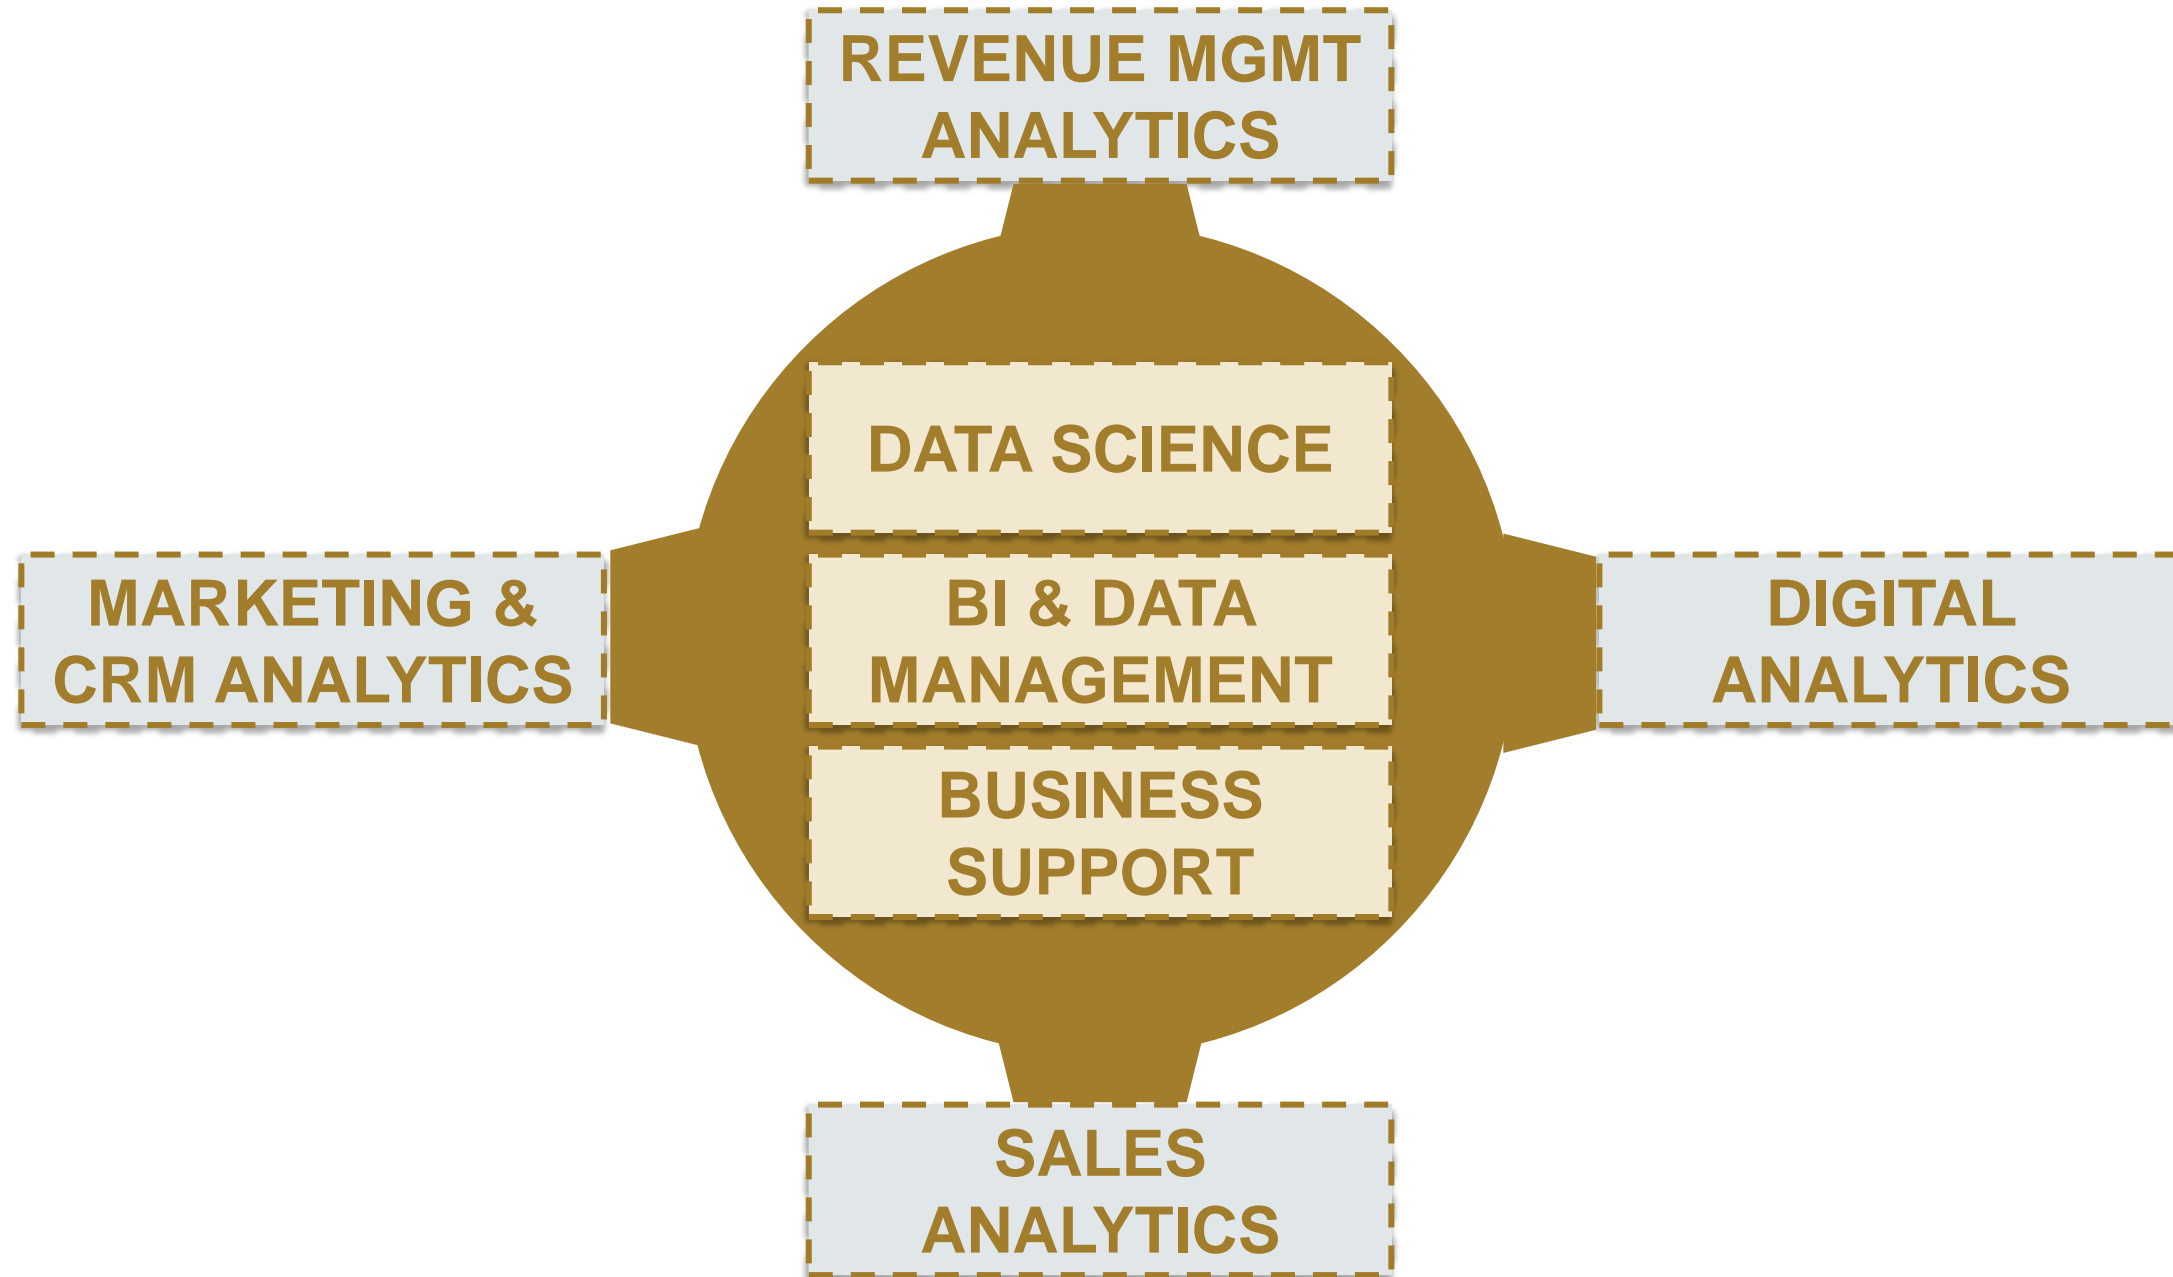 REVENUE MGMT
ANALYTICS
DATA SCIENCE
MARKETING &
CRM ANALYTICS
BI & DATA
MANAGEMENT
DIGITAL
ANALYTICS
BUSINESS
SUPPORT
SALES
ANALYTICS